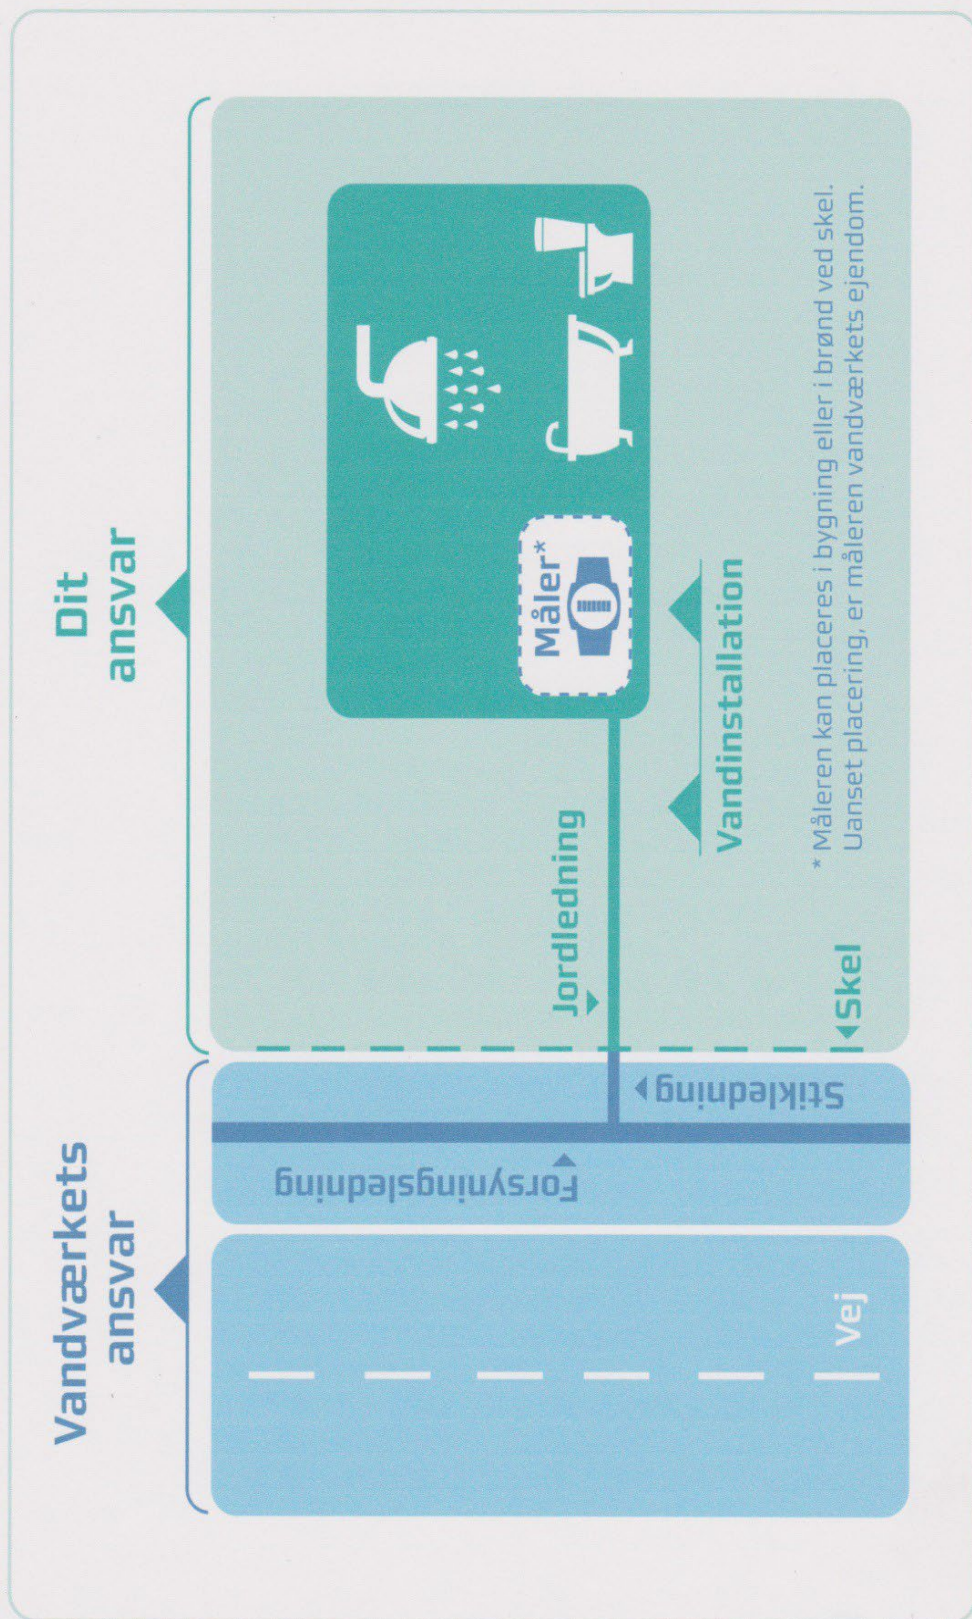 Vandværkets
ansvar
Dit
ansvar
Vej
Forsyningsledning
Stikledning
Skel
Jordledning
Måler*
Vandinstallation
* Måleren kan placeres i bygning eller i brønd ved skel.
Uanset placering, er måleren vandværkets ejendom.